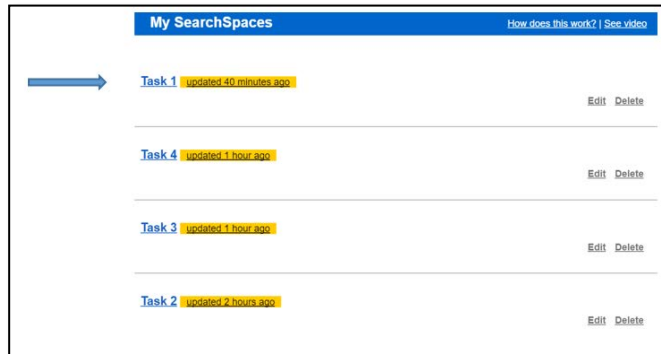 My SearchSpaces How does this work? | See video
Task 1 updated 40 minutes ago
Edit Delete
Task 4 updated 1 hour ago
Edit Delete
Task 3 updated 1 hour ago
Edit Delete
Task 2 updated 2 hours ago
Edit Delete